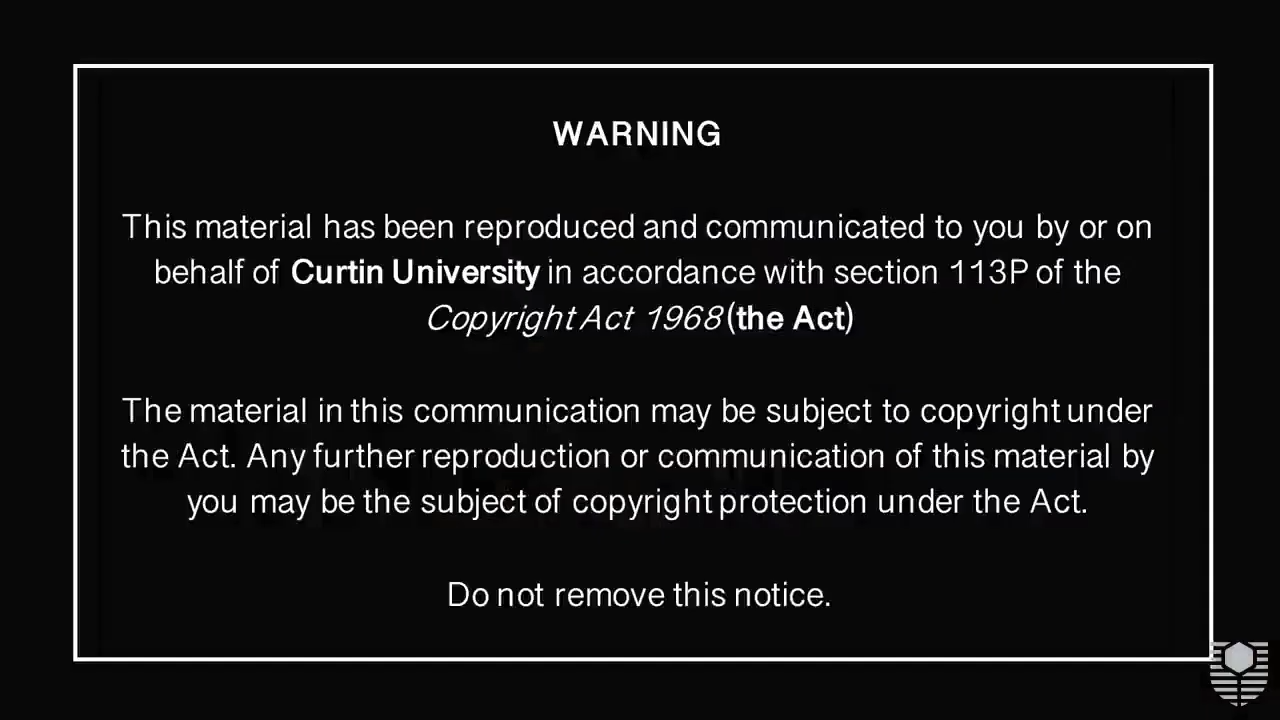 WARNING
This material has been reproduced and communicated to you by or on
behalf of Curtin University in accordance with section 113P of the
Copyright Act 1968 (the Act)
The material in this communication may be subject to copyright under
the Act. Any further reproduction or communication of this material by
you may be the subject of copyright protection under the Act.
Do not remove this notice.